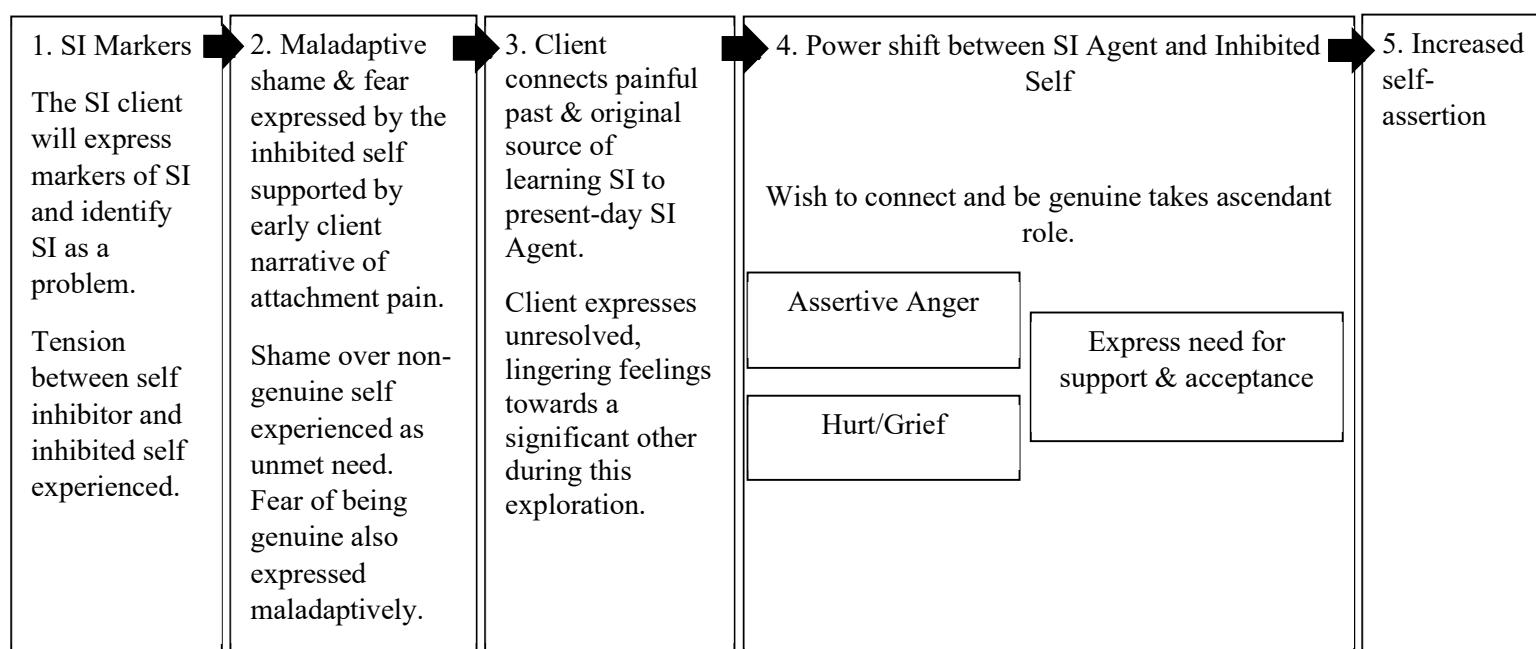 1. SI Markers
The SI client
will express
markers of SI
and identify
SI as a
problem.
Tension
between self
inhibitor and
inhibited self
experienced.
2. Maladaptive
shame & fear
expressed by the
inhibited self
supported by
early client
narrative of
attachment pain.
Shame over non-
genuine self
experienced as
unmet need.
Fear of being
genuine also
expressed
maladaptively.
3. Client
connects painful
past & original
source of
learning SI to
present-day SI
Agent.
Client expresses
unresolved,
lingering feelings
towards a
significant other
during this
exploration.
4. Power shift between SI Agent and Inhibited
Self
Wish to connect and be genuine takes ascendant
role.
Assertive Anger
Hurt/Grief
Express need for
support & acceptance
5. Increased
self-
assertion